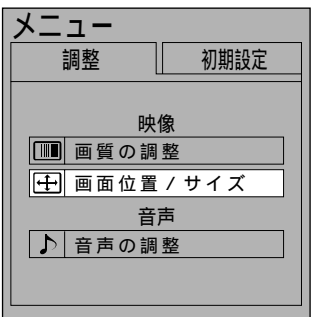 メニュー
調整 初期設定
映像
画質の調整
画面位置/サイズ
音声
音声の調整